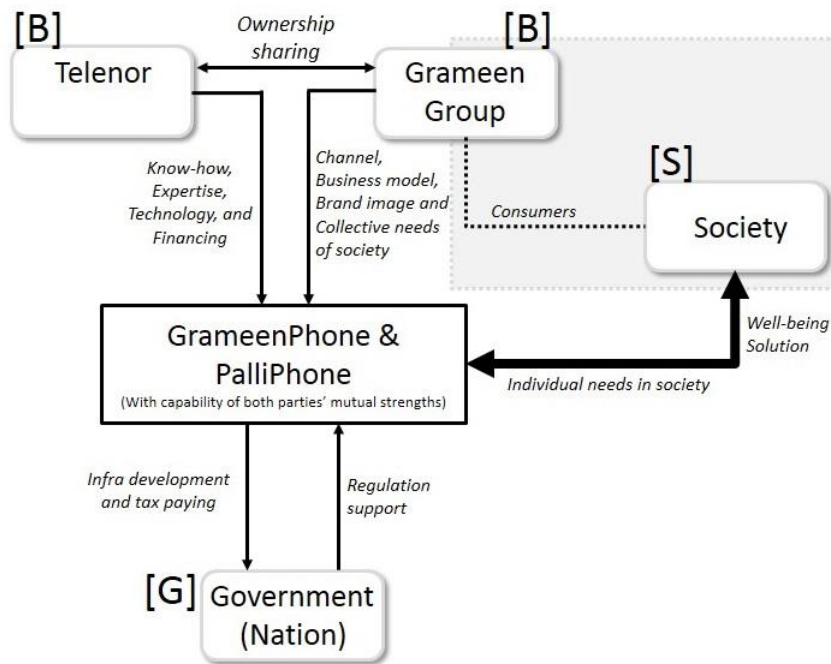 [B]
Telenor
Ownership
sharing
[B]
Grameen
Group
[S]
Society
Consumers
Know-how,
Expertise,
Technology, and
Financing
Channel,
Business model,
Brand image and
Collective needs
of society
GrameenPhone &
PalliPhone
(With capability of both parties’ mutual strengths)
Well-being
Solution
Individual needs in society
Infra development
and tax paying
Regulation
support
[G]
Government
(Nation)